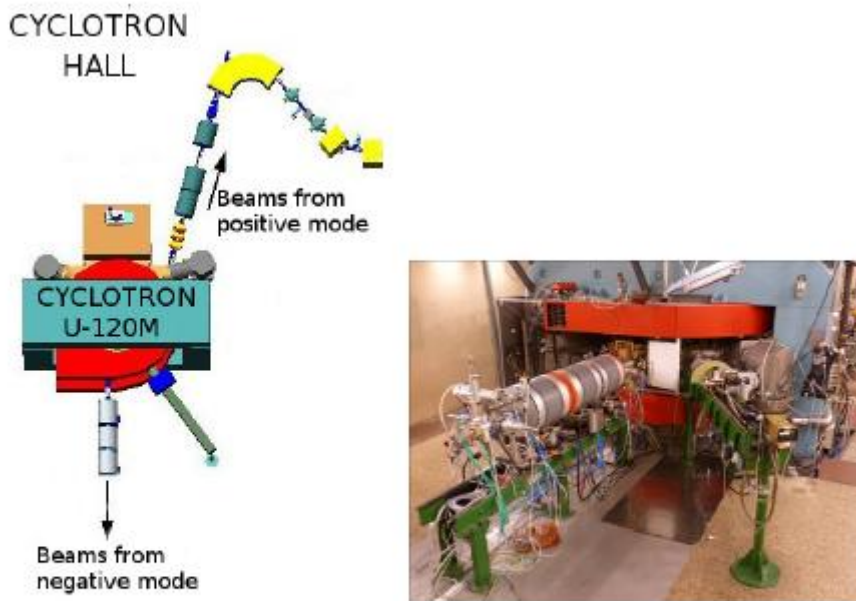 CYCLOTRON
HALL
Beams from
positive mode
CYCLOTRON
U-120M
Beams from
negative mode